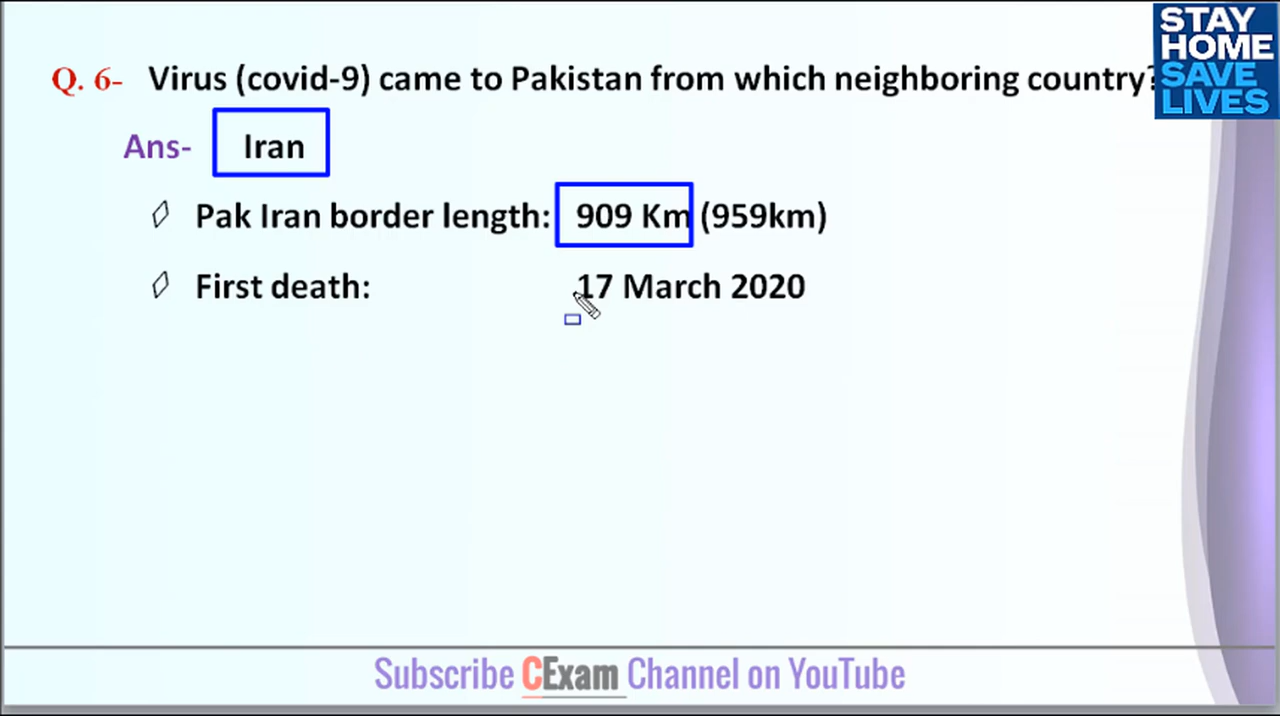 STAY
HOME
SAVE
LIVES
Q. 6- Virus (covid-9) came to Pakistan from which neighboring country?
Ans- Iran
Pak Iran border length: 909 Km (959km)
First death: 17 March 2020
Subscribe CExam Channel on YouTube